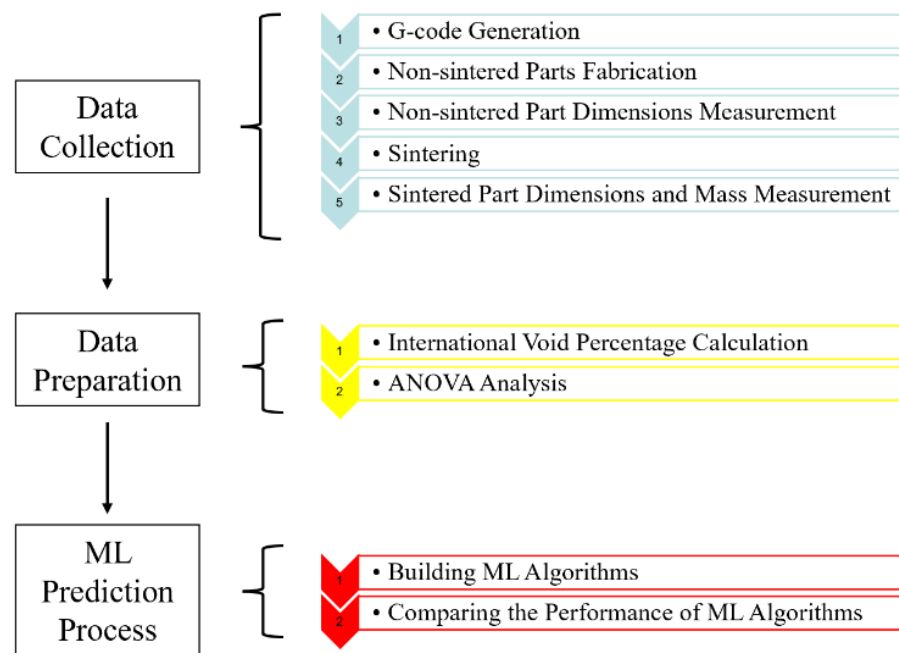 Data
Collection
1 • G-code Generation
2 • Non-sintered Parts Fabrication
3 • Non-sintered Part Dimensions Measurement
4 • Sintering
5 • Sintered Part Dimensions and Mass Measurement
Data
Preparation
1 • International Void Percentage Calculation
2 • ANOVA Analysis
ML
Prediction
Process
1 • Building ML Algorithms
2 • Comparing the Performance of ML Algorithms